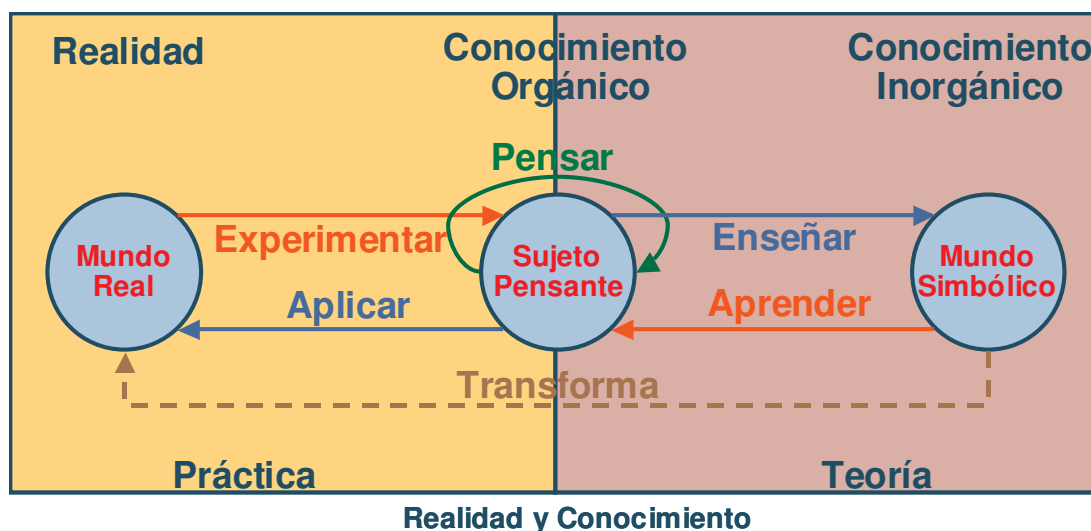 Realidad
Conocimiento
Orgánico
Conocimiento
Inorgánico
Pensar
Mundo
Real
Experimentar
Sujeto
Pensante
Enseñar
Mundo
Simbólico
Aplicar
Aprender
Transforma
Práctica
Teoría
Realidad y Conocimiento